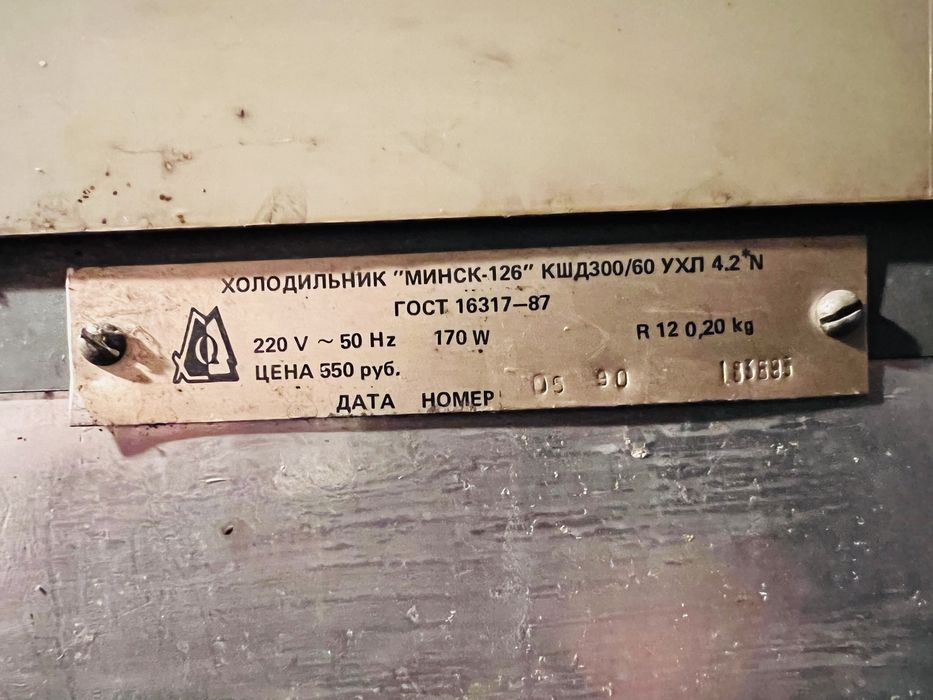 ХОЛОДИЛЬНИК "МИНСК-126" КШД300/60 УХЛ 4.2*N
ГОСТ 16317–87
220 V ~ 50 Hz 170 W R 12 0,20 kg
ЦЕНА 550 руб.
ДАТА НОМЕР 05 90